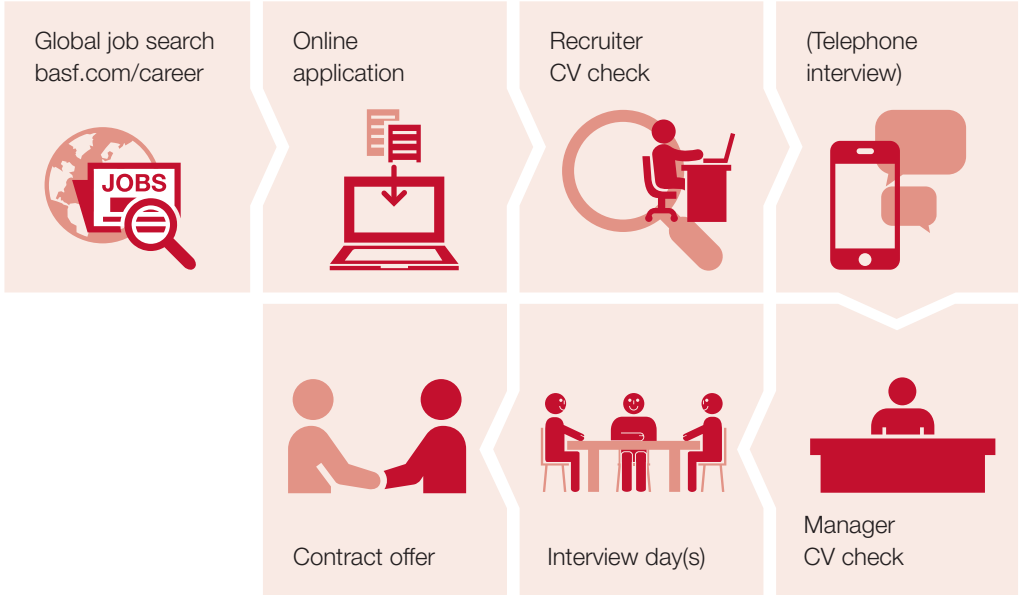 Global job search
basf.com/career
Online
application
Recruiter
CV check
(Telephone
interview)
JOBS
Manager
CV check
Interview day(s)
Contract offer